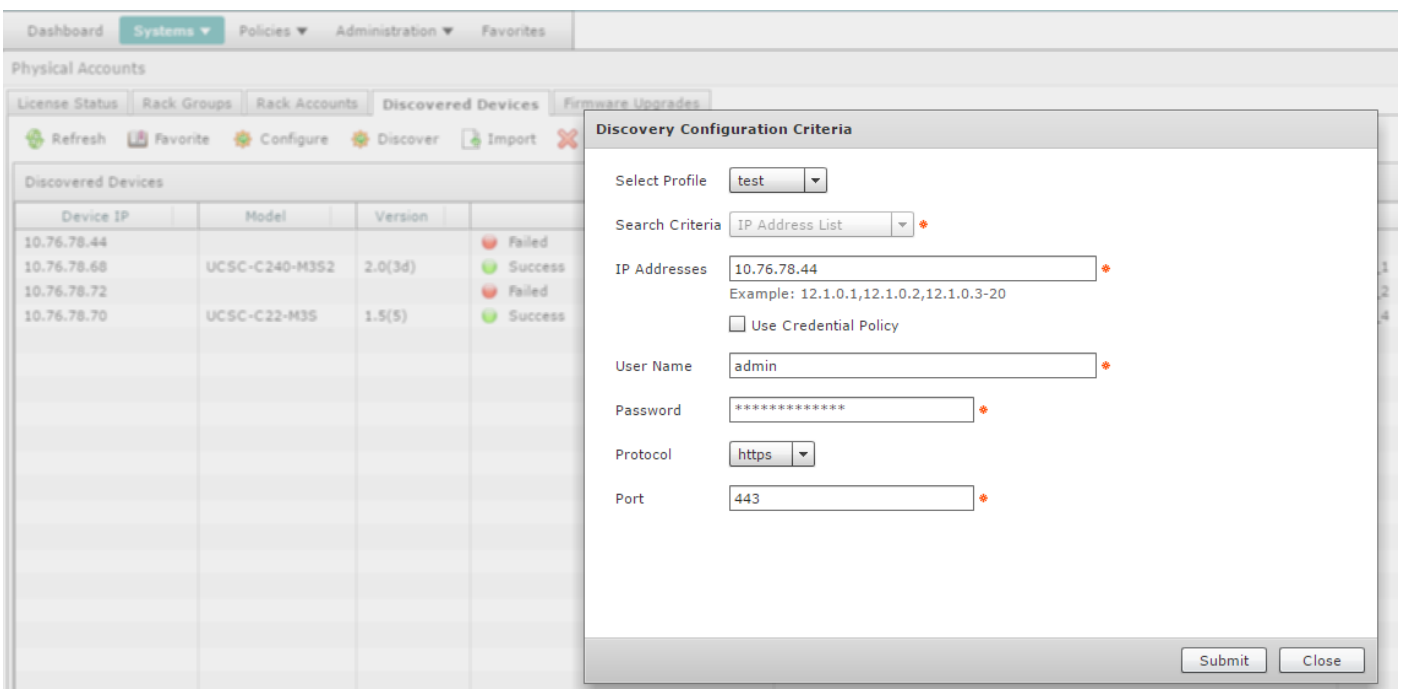 Dashboard Systems ▼ Policies ▼ Administration ▼ Favorites
Physical Accounts
License Status Rack Groups Rack Accounts Discovered Devices Firmware Upgrades
Refresh Favorite Configure Discover Import
Discovered Devices
Device IP Model Version
10.76.78.44 Failed
10.76.78.68 UCSC-C240-M3S2 2.0(3d) Success
10.76.78.72 Failed
10.76.78.70 UCSC-C22-M3S 1.5(5) Success
Discovery Configuration Criteria
Select Profile test
Search Criteria IP Address List
IP Addresses 10.76.78.44
Example: 12.1.0.1,12.1.0.2,12.1.0.3-20
Use Credential Policy
User Name admin
Password *************
Protocol https
Port 443
Submit Close